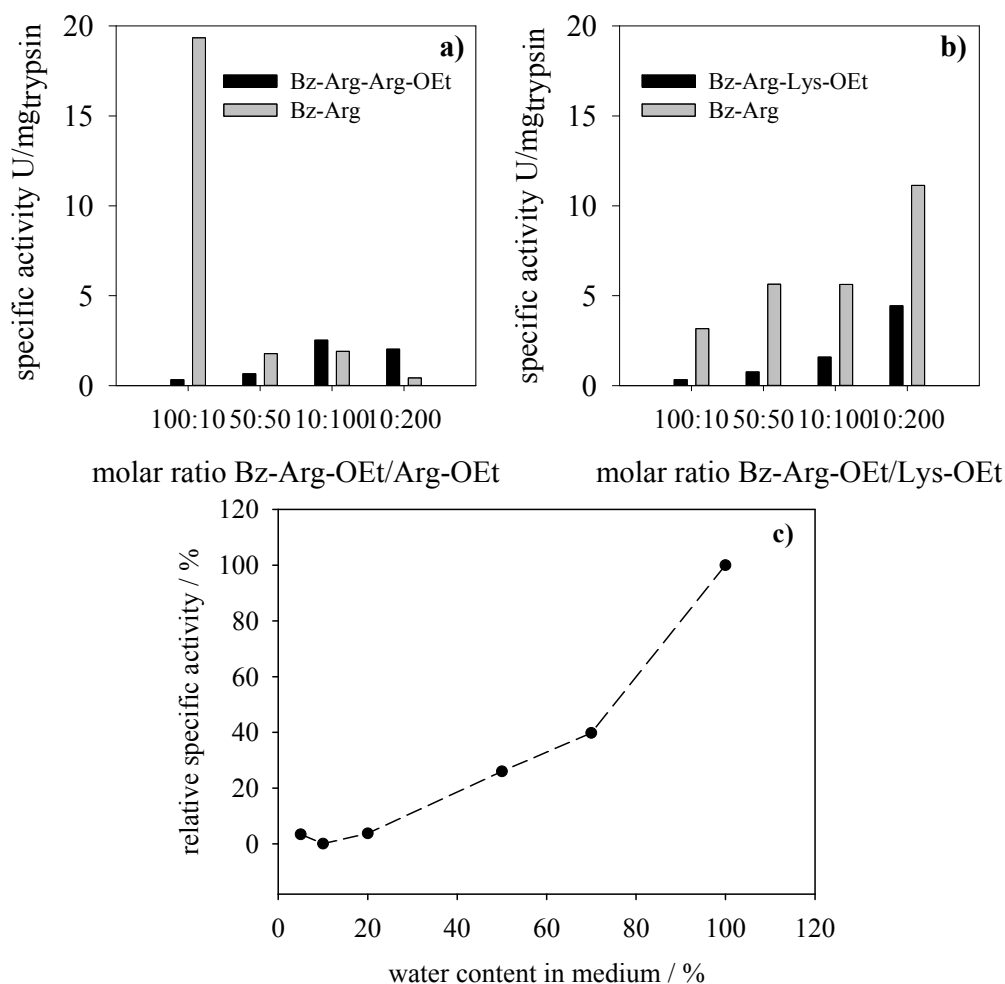 a)
Bz-Arg-Arg-OEt
Bz-Arg
specific activity U/mgtrypsin
20
15
10
5
0
100:10 50:50 10:100 10:200
molar ratio Bz-Arg-OEt/Arg-OEt
b)
Bz-Arg-Lys-OEt
Bz-Arg
specific activity U/mgtrypsin
20
15
10
5
0
100:10 50:50 10:100 10:200
molar ratio Bz-Arg-OEt/Lys-OEt
c)
relative specific activity / %
120
100
80
60
40
20
0
0 20 40 60 80 100 120
water content in medium / %